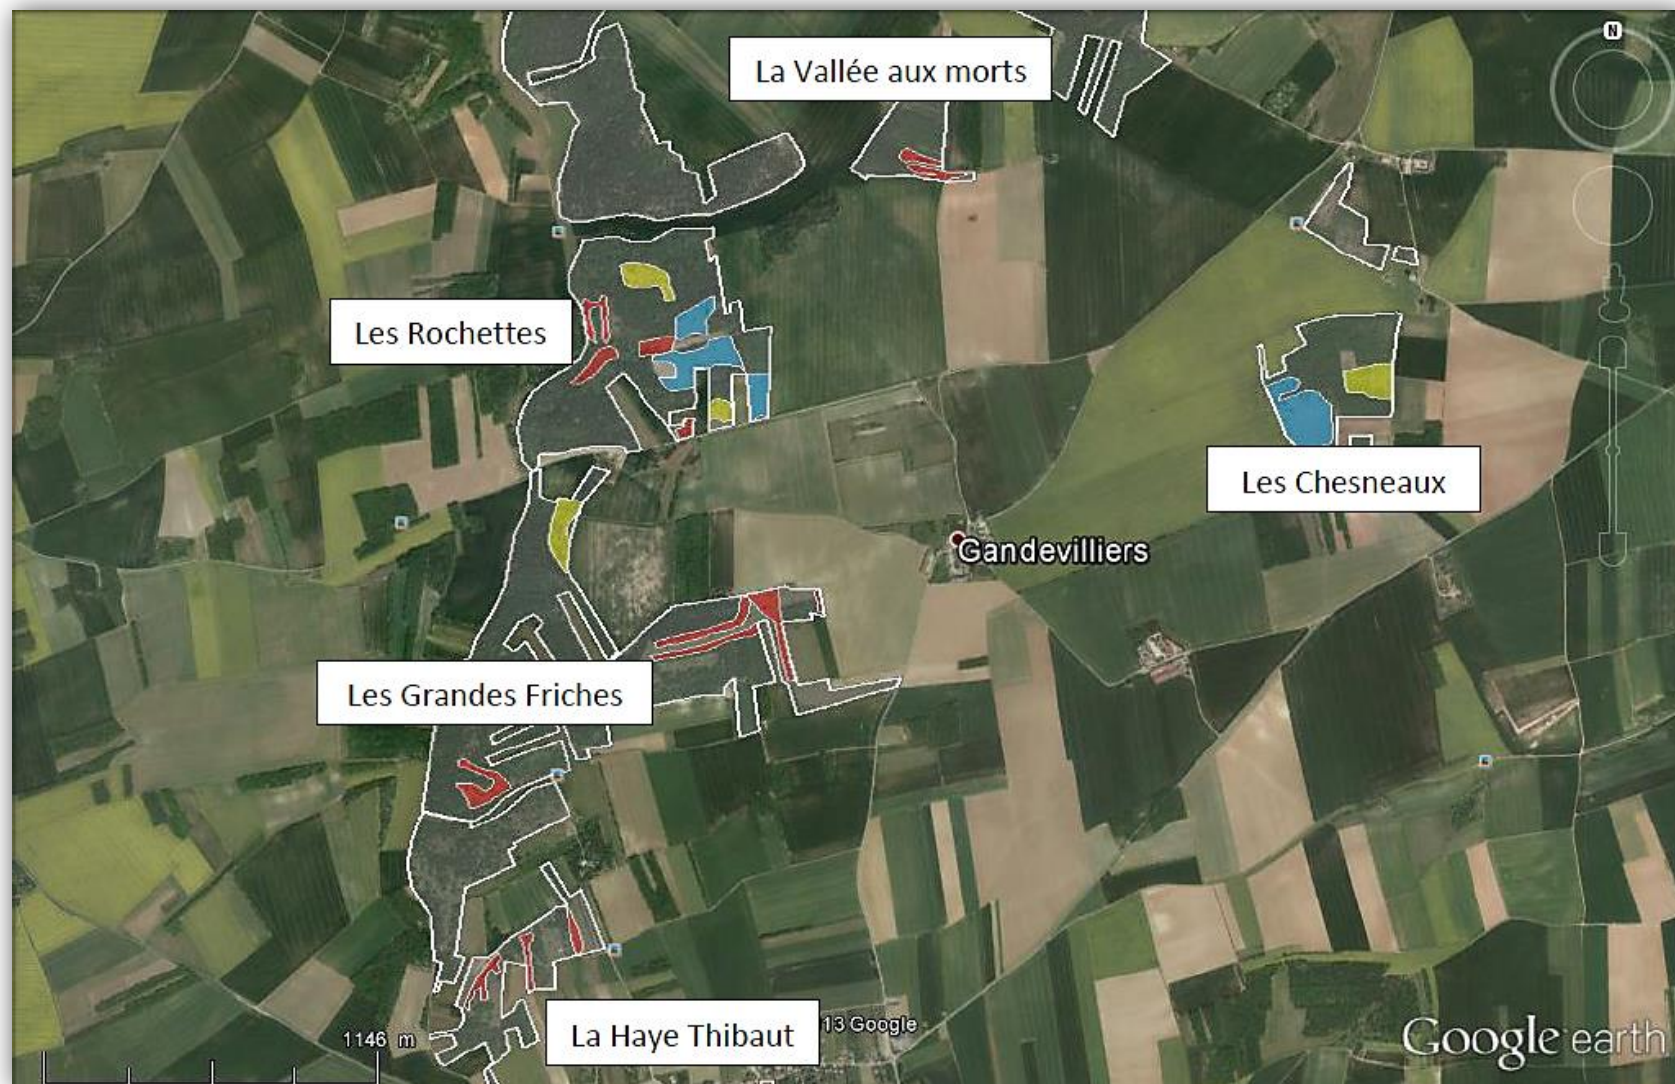 N
La Vallée aux morts
Les Rochettes
Les Chesneaux
Gandevilliers
Les Grandes Friches
La Haye Thibaut
13 Google
1146 m
Google earth